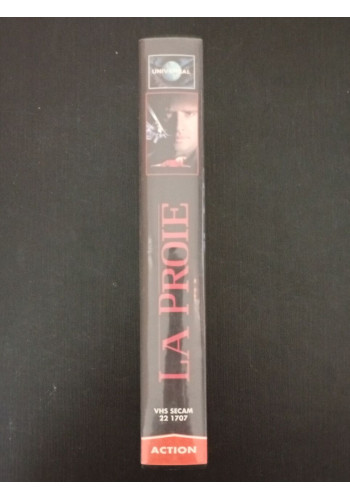 UNIVERSAL
LA PROIE
VHS SECAM
22 1707
ACTION